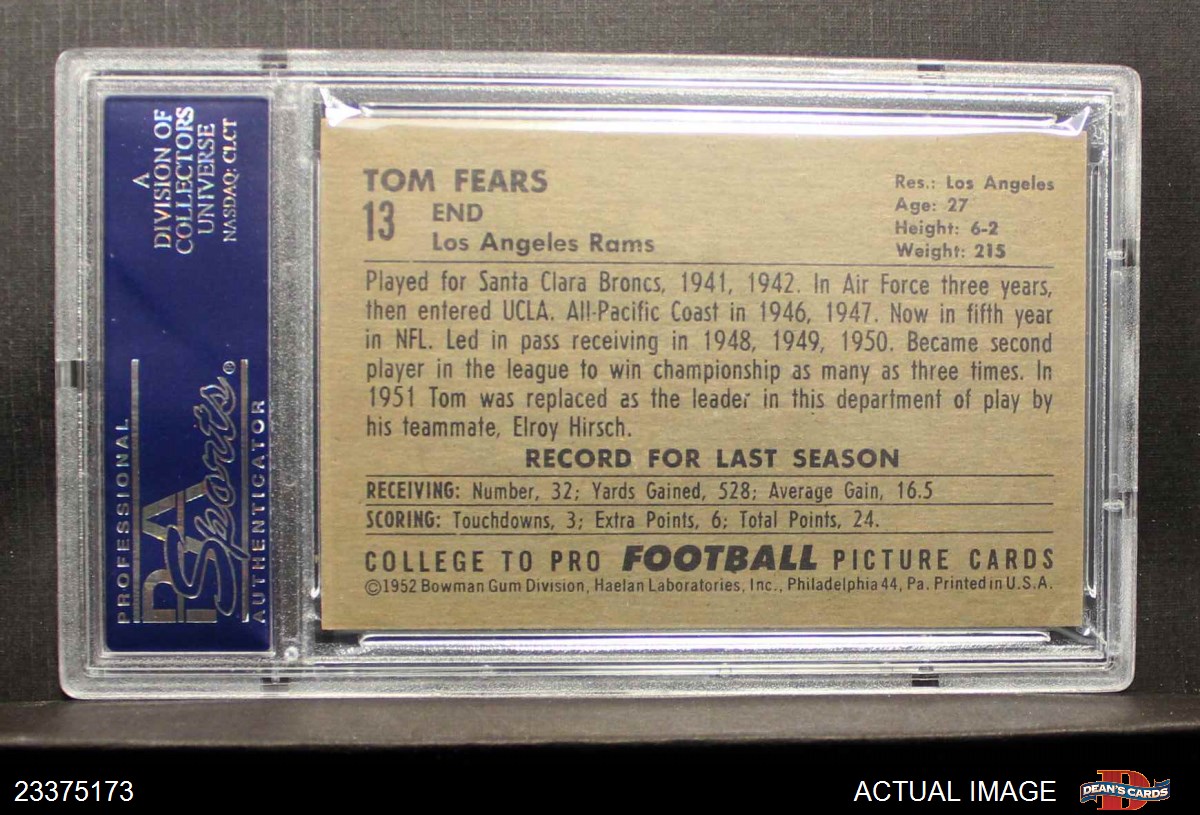 A
DIVISION OF
COLLECTORS
UNIVERSE
NASDAQ: CLCT
PROFESSIONAL
PSA
Sports®
AUTHENTICATOR
TOM FEARS
13 END
Los Angeles Rams
Res.: Los Angeles
Age: 27
Height: 6-2
Weight: 215
Played for Santa Clara Broncs, 1941, 1942. In Air Force three years,
then entered UCLA. All-Pacific Coast in 1946, 1947. Now in fifth year
in NFL. Led in pass receiving in 1948, 1949, 1950. Became second
player in the league to win championship as many as three times. In
1951 Tom was replaced as the leader in this department of play by
his teammate, Elroy Hirsch.
RECORD FOR LAST SEASON
RECEIVING: Number, 32; Yards Gained, 528; Average Gain, 16.5
SCORING: Touchdowns, 3; Extra Points, 6; Total Points, 24.
COLLEGE TO PRO FOOTBALL PICTURE CARDS
©1952 Bowman Gum Division, Haelan Laboratories, Inc., Philadelphia 44, Pa. Printed in U.S.A.
23375173
ACTUAL IMAGE
D
DEAN'S CARDS